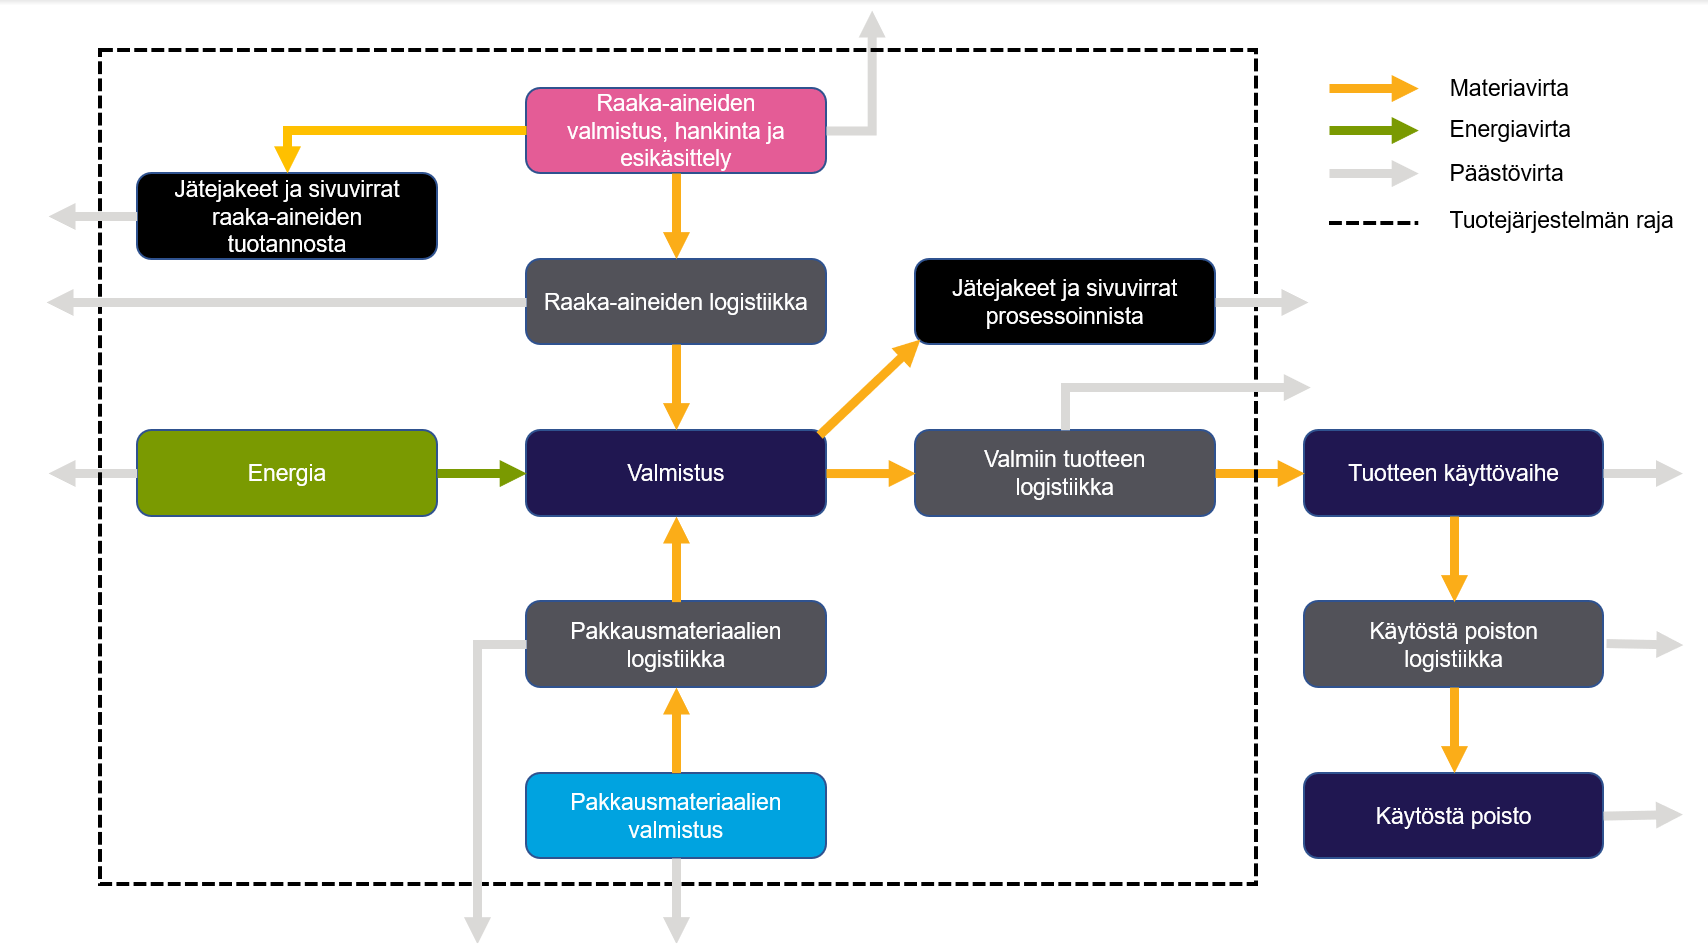 Raaka-aineiden
valmistus, hankinta ja
esikäsittely
Materiavirta
Energiavirta
Päästövirta
Tuotejärjestelmän raja
Jätejakeet ja sivuvirrat
raaka-aineiden
tuotannosta
Raaka-aineiden logistiikka
Jätejakeet ja sivuvirrat
prosessoinnista
Energia
Valmistus
Valmiin tuotteen
logistiikka
Tuotteen käyttövaihe
Pakkausmateriaalien
logistiikka
Käytöstä poiston
logistiikka
Pakkausmateriaalien
valmistus
Käytöstä poisto